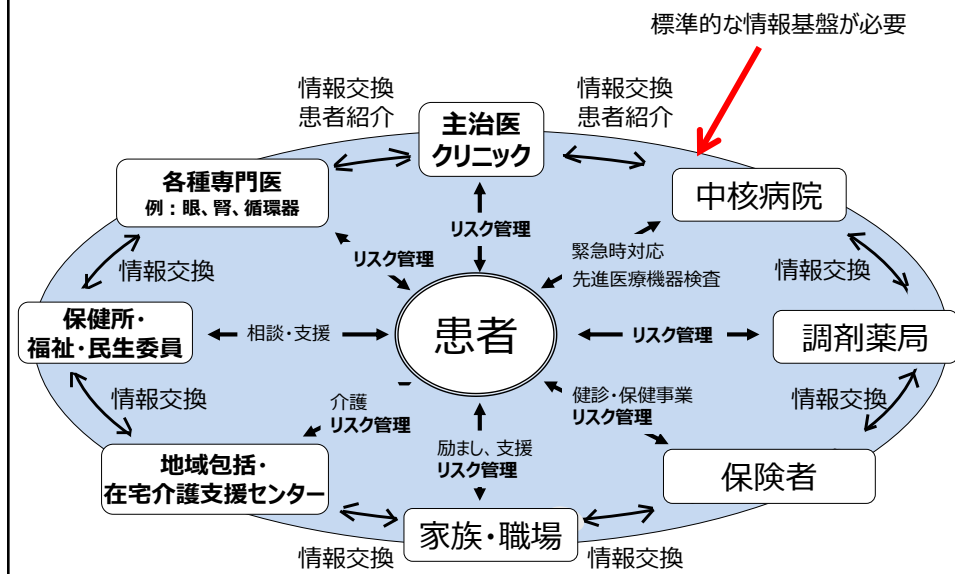 標準的な情報基盤が必要
情報交換
患者紹介
情報交換
患者紹介
主治医
クリニック
各種専門医
例：眼、腎、循環器
中核病院
リスク管理
リスク管理
緊急時対応
先進医療機器検査
情報交換
情報交換
保健所・
福祉・民生委員
相談・支援
患者
リスク管理
調剤薬局
情報交換
介護
リスク管理
健診・保健事業
リスク管理
情報交換
励まし、支援
リスク管理
地域包括・
在宅介護支援センター
保険者
家族・職場
情報交換
情報交換